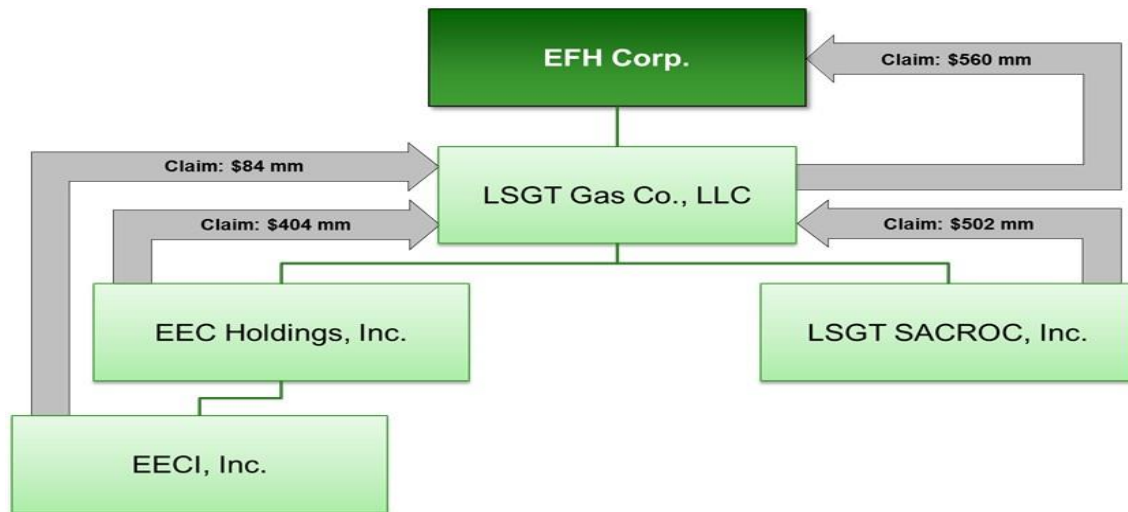 EFH Corp.
Claim: $560 mm
Claim: $84 mm
LSGT Gas Co., LLC
Claim: $404 mm
Claim: $502 mm
EEC Holdings, Inc.
LSGT SACROC, Inc.
EECI, Inc.